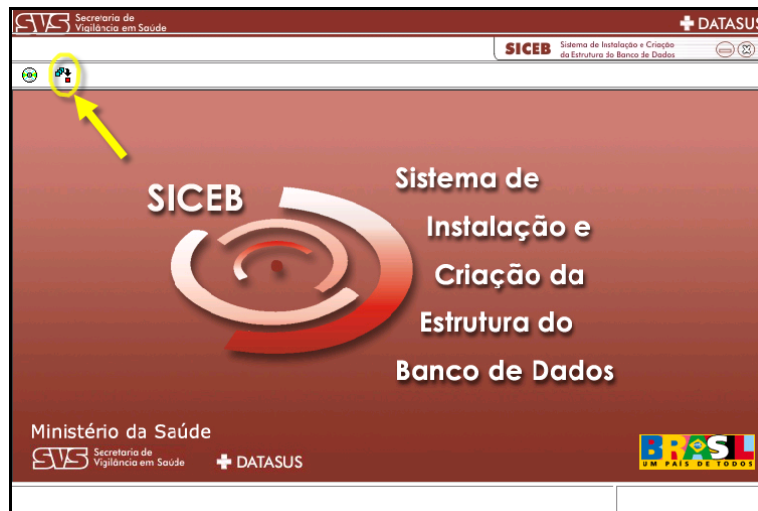 SVS Secretaria de
Vigilância em Saúde
DATASUS
SICEB Sistema de Instalação e Criação
da Estrutura do Banco de Dados
SICEB
Sistema de
Instalação e
Criação da
Estrutura do
Banco de Dados
Ministério da Saúde
SVS Secretaria de
Vigilância em Saúde
DATASUS
BRASIL
UM PAÍS DE TODOS